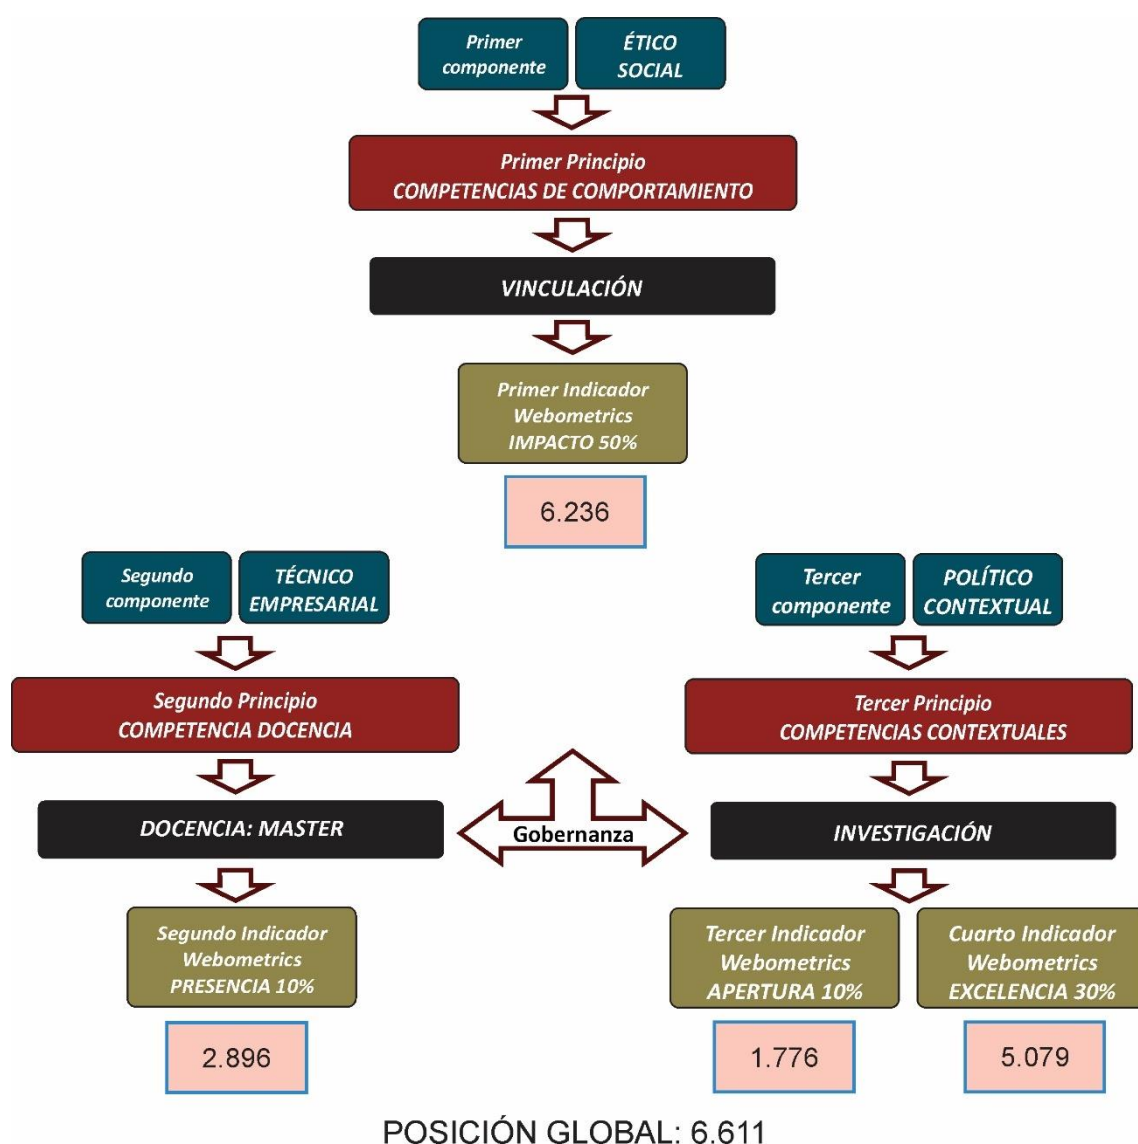 Primer
componente
ÉTICO
SOCIAL
Primer Principio
COMPETENCIAS DE COMPORTAMIENTO
VINCULACIÓN
Primer Indicador
Webometrics
IMPACTO 50%
6.236
Segundo
componente
TÉCNICO
EMPRESARIAL
Segundo Principio
COMPETENCIA DOCENCIA
DOCENCIA: MASTER
Segundo Indicador
Webometrics
PRESENCIA 10%
2.896
Gobernanza
Tercer
componente
POLÍTICO
CONTEXTUAL
Tercer Principio
COMPETENCIAS CONTEXTUALES
INVESTIGACIÓN
Tercer Indicador
Webometrics
APERTURA 10%
1.776
Cuarto Indicador
Webometrics
EXCELENCIA 30%
5.079
POSICIÓN GLOBAL: 6.611